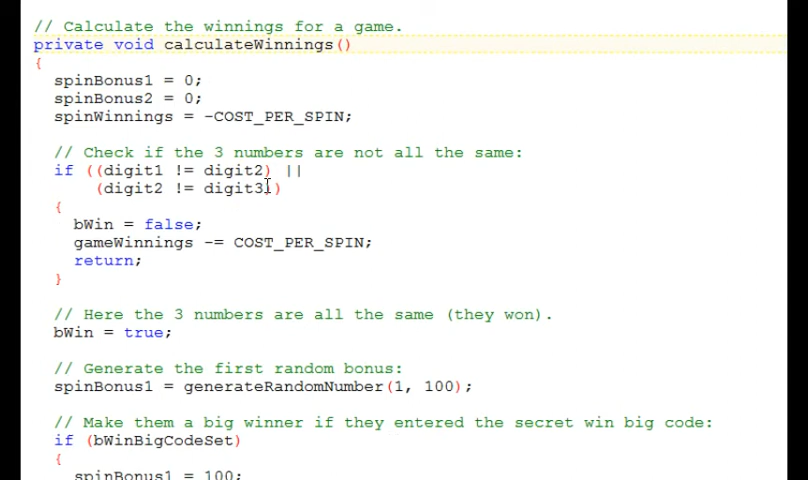 // Calculate the winnings for a game.
private void calculateWinnings()
{
spinBonus1 = 0;
spinBonus2 = 0;
spinWinnings = -COST_PER_SPIN;
// Check if the 3 numbers are not all the same:
if ((digit1 != digit2) ||
(digit2 != digit3))
{
bWin = false;
gameWinnings -= COST_PER_SPIN;
return;
}
// Here the 3 numbers are all the same (they won).
bWin = true;
// Generate the first random bonus:
spinBonus1 = generateRandomNumber(1, 100);
// Make them a big winner if they entered the secret win big code:
if (bWinBigCodeSet)
{
spinBonus1 = 100;